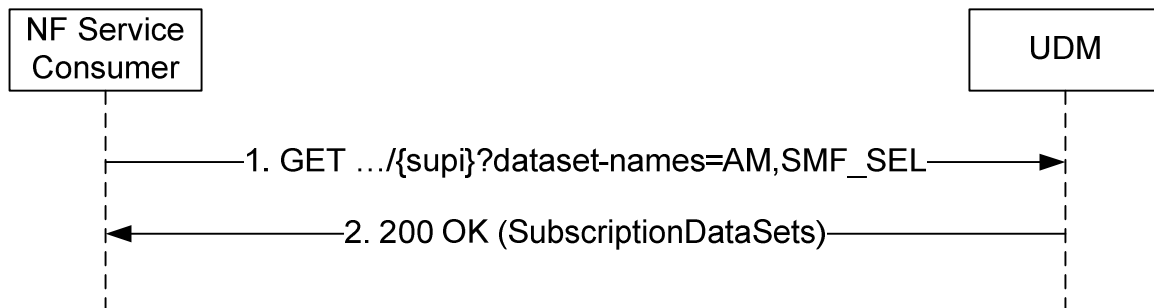 NF Service
Consumer
UDM
1. GET …/{supi}?dataset-names=AM,SMF_SEL
2. 200 OK (SubscriptionDataSets)